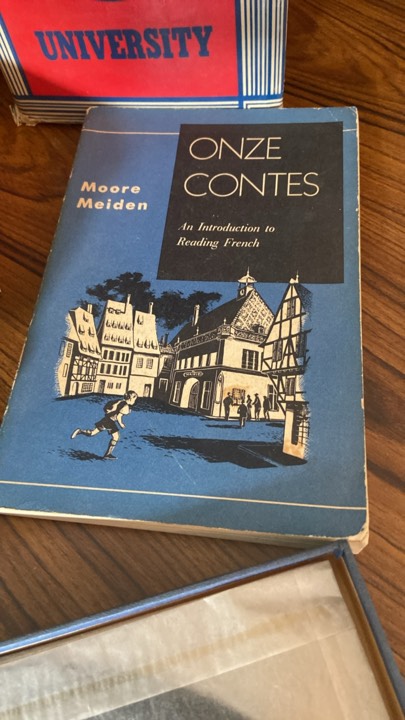 UNIVERSITY
ONZE
CONTES
Moore
Meiden
An Introduction to
Reading French